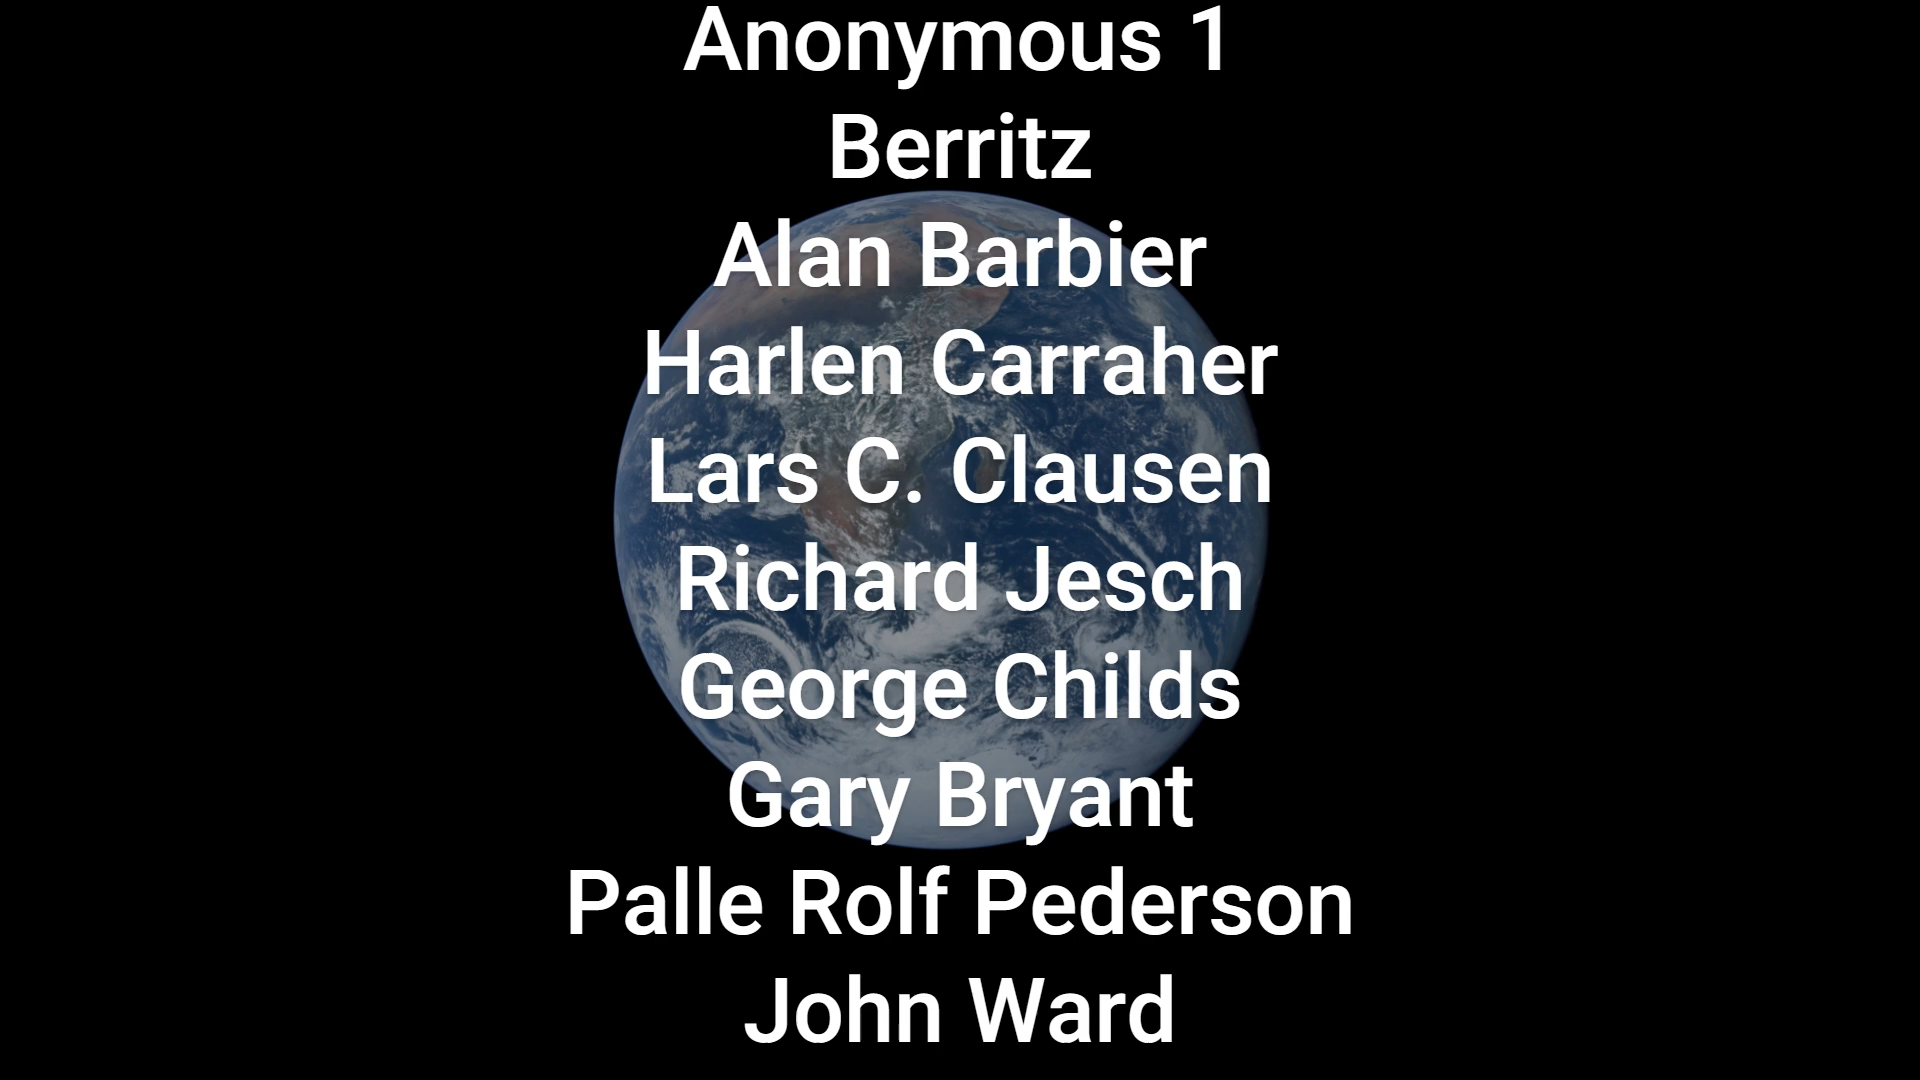 Anonymous 1
Berritz
Alan Barbier
Harlen Carraher
Lars C. Clausen
Richard Jesch
George Childs
Gary Bryant
Palle Rolf Pederson
John Ward